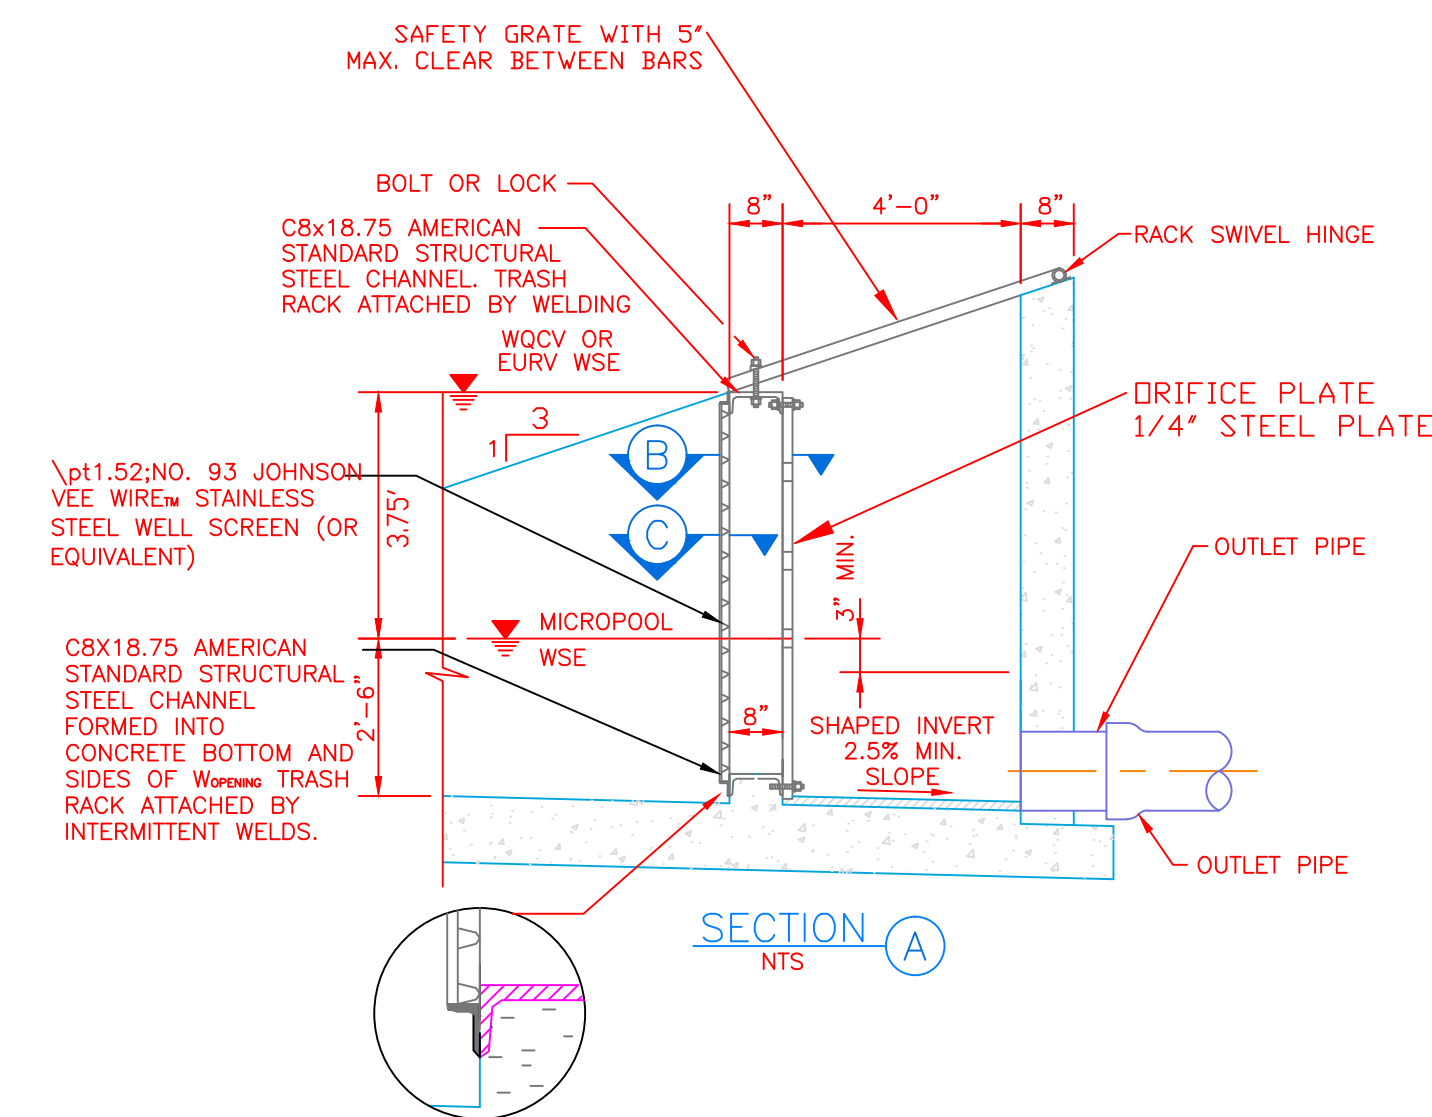 SAFETY GRATE WITH 5"
MAX. CLEAR BETWEEN BARS
BOLT OR LOCK
C8x18.75 AMERICAN
STANDARD STRUCTURAL
STEEL CHANNEL. TRASH
RACK ATTACHED BY WELDING
8"
4'-0"
8"
RACK SWIVEL HINGE
WQCV OR
EURV WSE
ORIFICE PLATE
1/4" STEEL PLATE
3
1
B
\pt1.52;NO. 93 JOHNSON
VEE WIRE™ STAINLESS
STEEL WELL SCREEN (OR
EQUIVALENT)
3.75'
C
3" MIN.
OUTLET PIPE
MICROPOOL
WSE
C8X18.75 AMERICAN
STANDARD STRUCTURAL
STEEL CHANNEL
FORMED INTO
CONCRETE BOTTOM AND
SIDES OF WOPENING TRASH
RACK ATTACHED BY
INTERMITTENT WELDS.
2'-6"
8"
SHAPED INVERT
2.5% MIN.
SLOPE
OUTLET PIPE
SECTION A
NTS